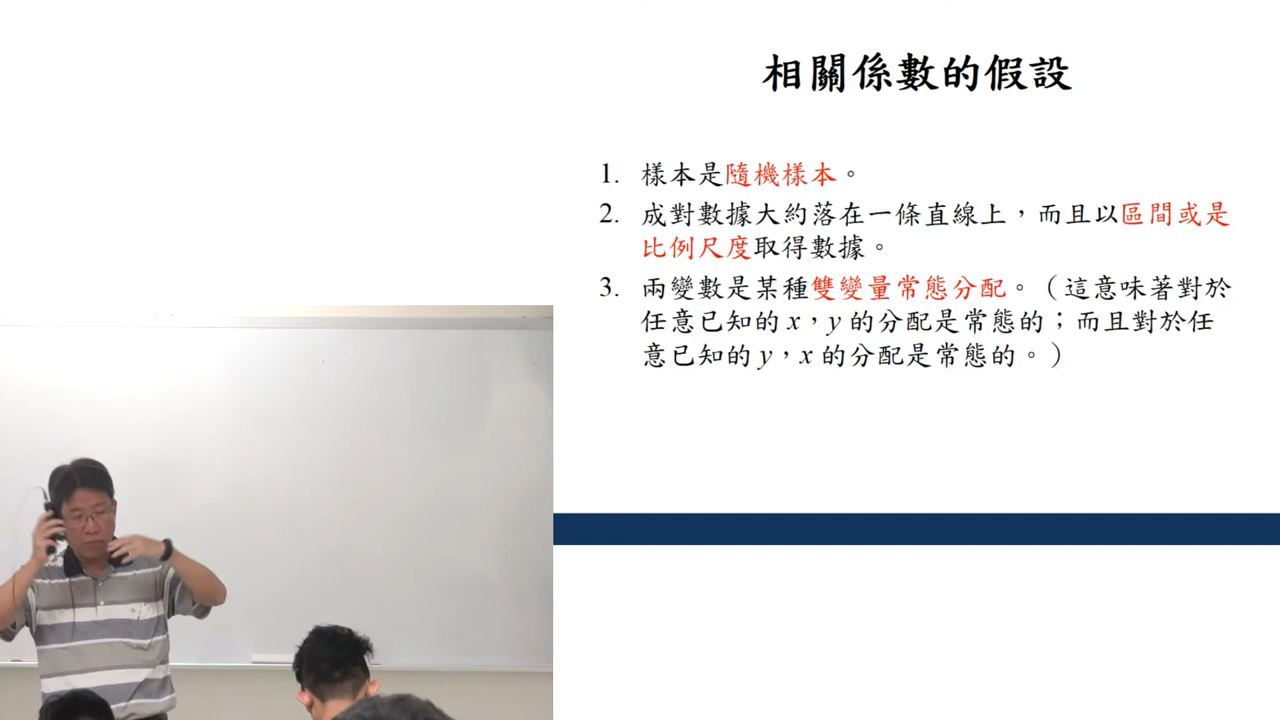 相關係數的假設
1. 樣本是隨機樣本。
2. 成對數據大約落在一條直線上，而且以區間或是
比例尺度取得數據。
3. 兩變數是某種雙變量常態分配。（這意味著對於
任意已知的 x，y 的分配是常態的；而且對於任
意已知的 y，x 的分配是常態的。）